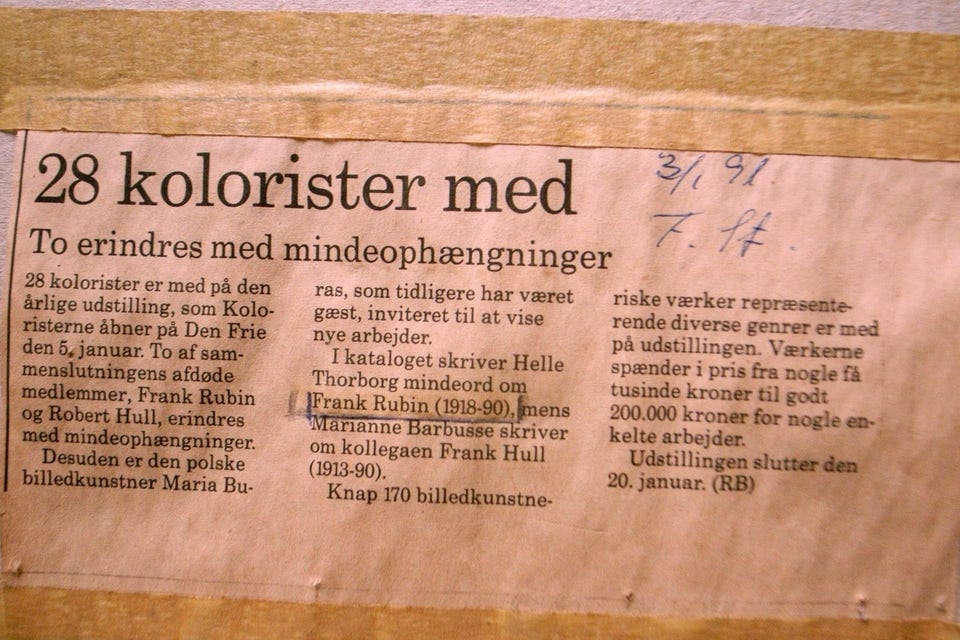 28 kolorister med
3/1 91.
To erindres med mindeophængninger
28 kolorister er med på den
årlige udstilling, som Kolo-
risterne åbner på Den Frie
den 5. januar. To af sam-
menslutningens afdøde
medlemmer, Frank Rubin
og Robert Hull, erindres
med mindeophængninger.
Desuden er den polske
billedkunstner Maria Bu-
ras, som tidligere har været
gæst, inviteret til at vise
nye arbejder.
I kataloget skriver Helle
Thorborg mindeord om
Frank Rubin (1918-90), mens
Marianne Barbusse skriver
om kollegaen Frank Hull
(1913-90).
Knap 170 billedkunstne-
riske værker repræsente-
rende diverse genrer er med
på udstillingen. Værkerne
spænder i pris fra nogle få
tusinde kroner til godt
200.000 kroner for nogle en-
kelte arbejder.
Udstillingen slutter den
20. januar. (RB)